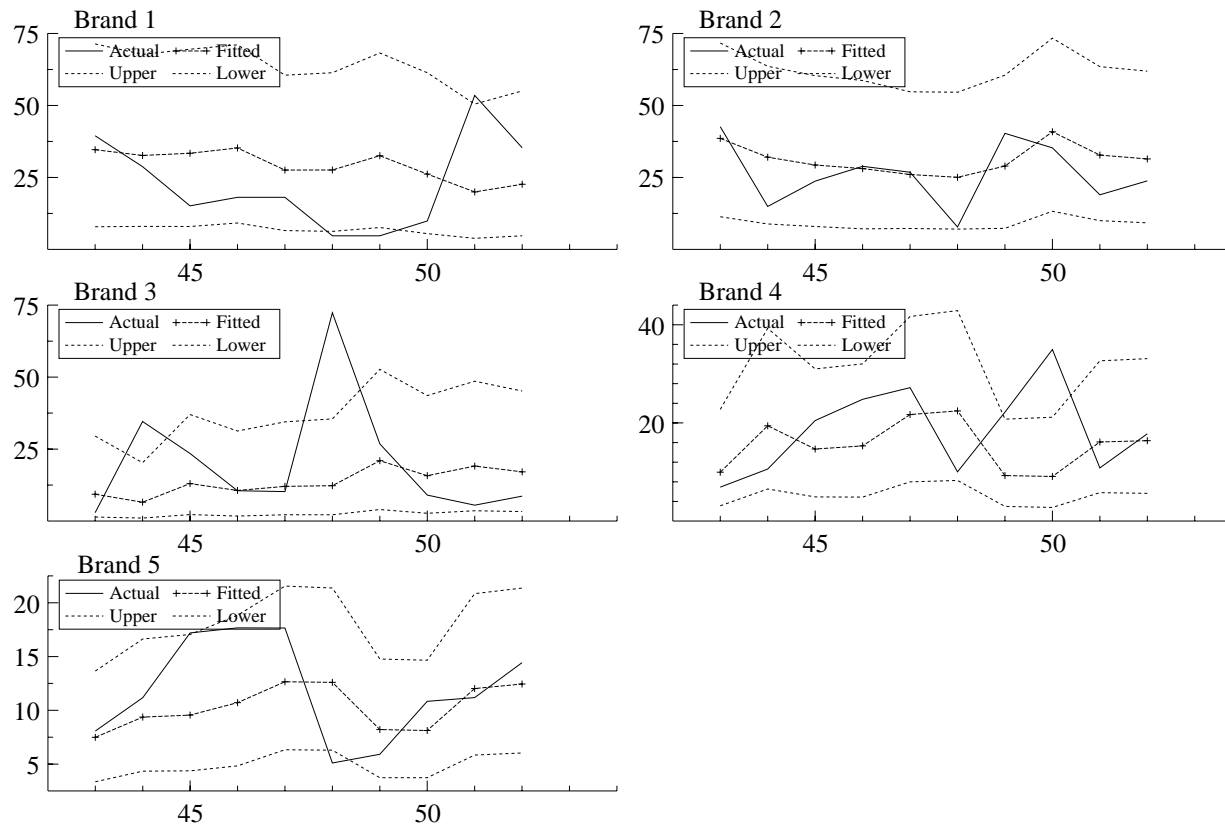 Brand 1
Actual Fitted
Upper Lower
75
50
25
45 50
Brand 2
Actual Fitted
Upper Lower
75
50
25
45 50
Brand 3
Actual Fitted
Upper Lower
75
50
25
45 50
Brand 4
Actual Fitted
Upper Lower
40
20
45 50
Brand 5
Actual Fitted
Upper Lower
20
15
10
5
45 50